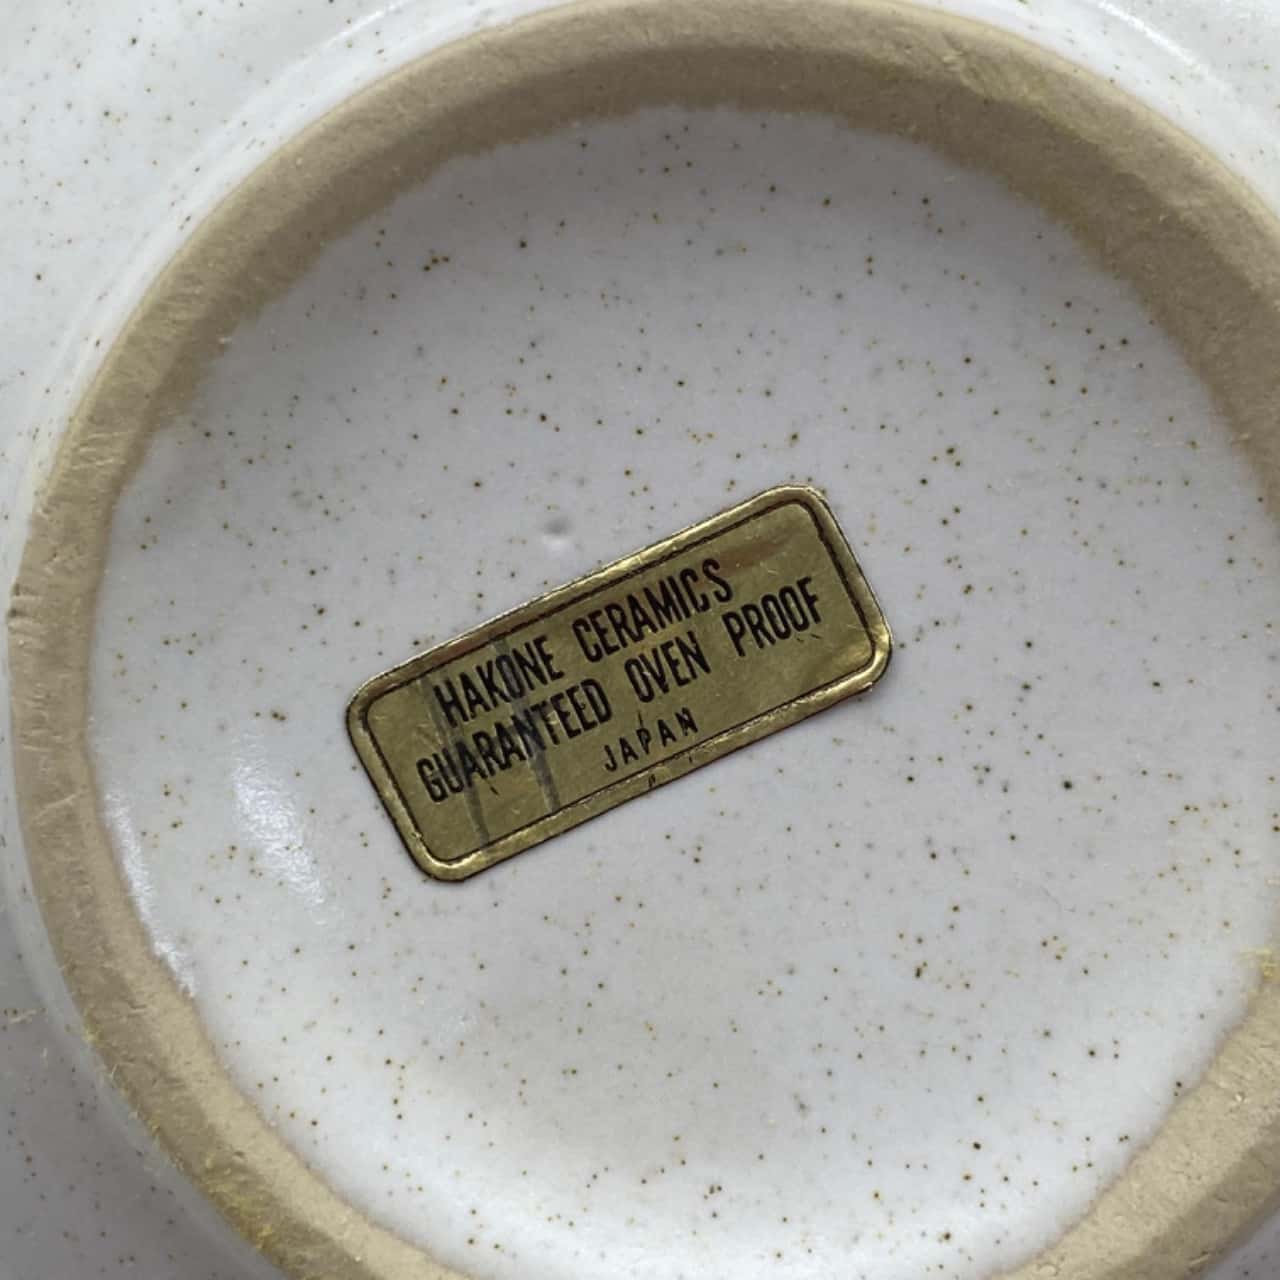 HAKONE CERAMICS
GUARANTEED OVEN PROOF
JAPAN